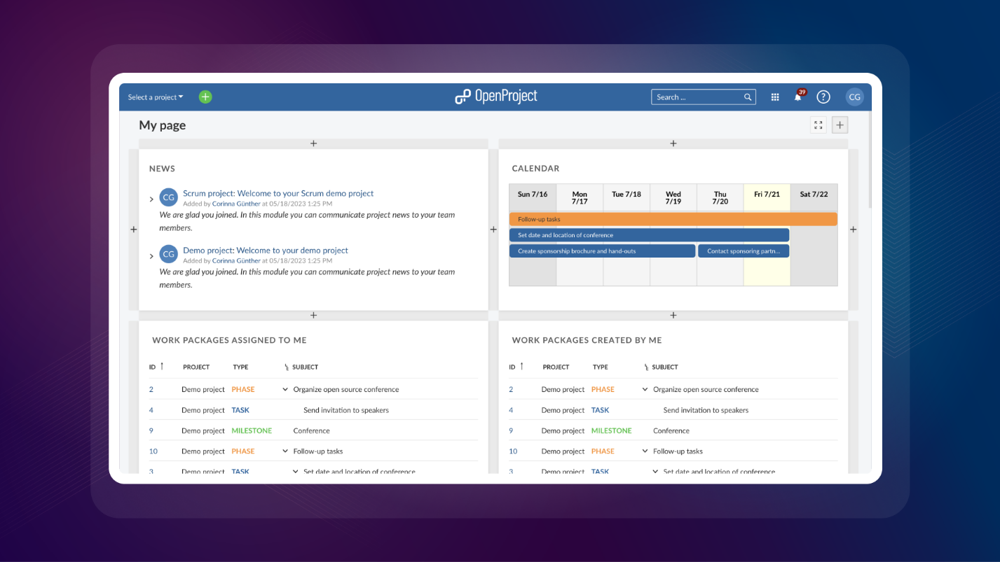 Select a project
OpenProject
Search ...
39
CG
My page
NEWS
CG
Scrum project: Welcome to your Scrum demo project
Added by Corinna Günther at 05/18/2023 1:25 PM
We are glad you joined. In this module you can communicate project news to your team
members.
CG
Demo project: Welcome to your demo project
Added by Corinna Günther at 05/18/2023 1:25 PM
We are glad you joined. In this module you can communicate project news to your team
members.
CALENDAR
Sun 7/16 Mon 7/17 Tue 7/18 Wed 7/19 Thu 7/20 Fri 7/21 Sat 7/22
Follow-up tasks
Set date and location of conference
Create sponsorship brochure and hand-outs Contact sponsoring partn...
WORK PACKAGES ASSIGNED TO ME
ID PROJECT TYPE SUBJECT
2 Demo project PHASE Organize open source conference
4 Demo project TASK Send invitation to speakers
9 Demo project MILESTONE Conference
10 Demo project PHASE Follow-up tasks
3 Demo project TASK Set date and location of conference
WORK PACKAGES CREATED BY ME
ID PROJECT TYPE SUBJECT
2 Demo project PHASE Organize open source conference
4 Demo project TASK Send invitation to speakers
9 Demo project MILESTONE Conference
10 Demo project PHASE Follow-up tasks
3 Demo project TASK Set date and location of conference